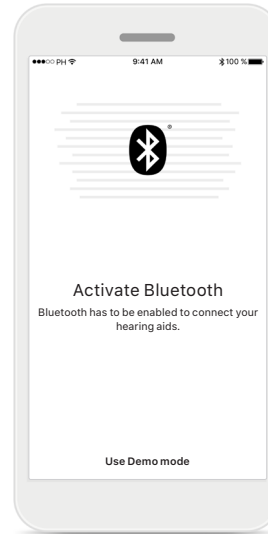 PH 9:41 AM 100 %
®
Activate Bluetooth
Bluetooth has to be enabled to connect your
hearing aids.
Use Demo mode